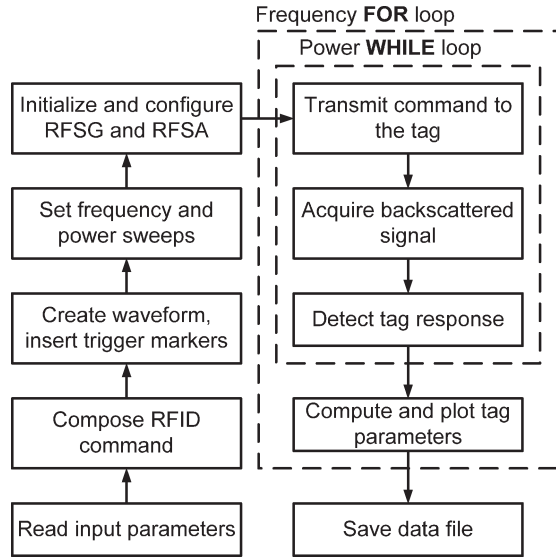 Frequency FOR loop
Power WHILE loop
Initialize and configure
RFSG and RFSA
Transmit command to
the tag
Set frequency and
power sweeps
Acquire backscattered
signal
Create waveform,
insert trigger markers
Detect tag response
Compose RFID
command
Compute and plot tag
parameters
Read input parameters
Save data file